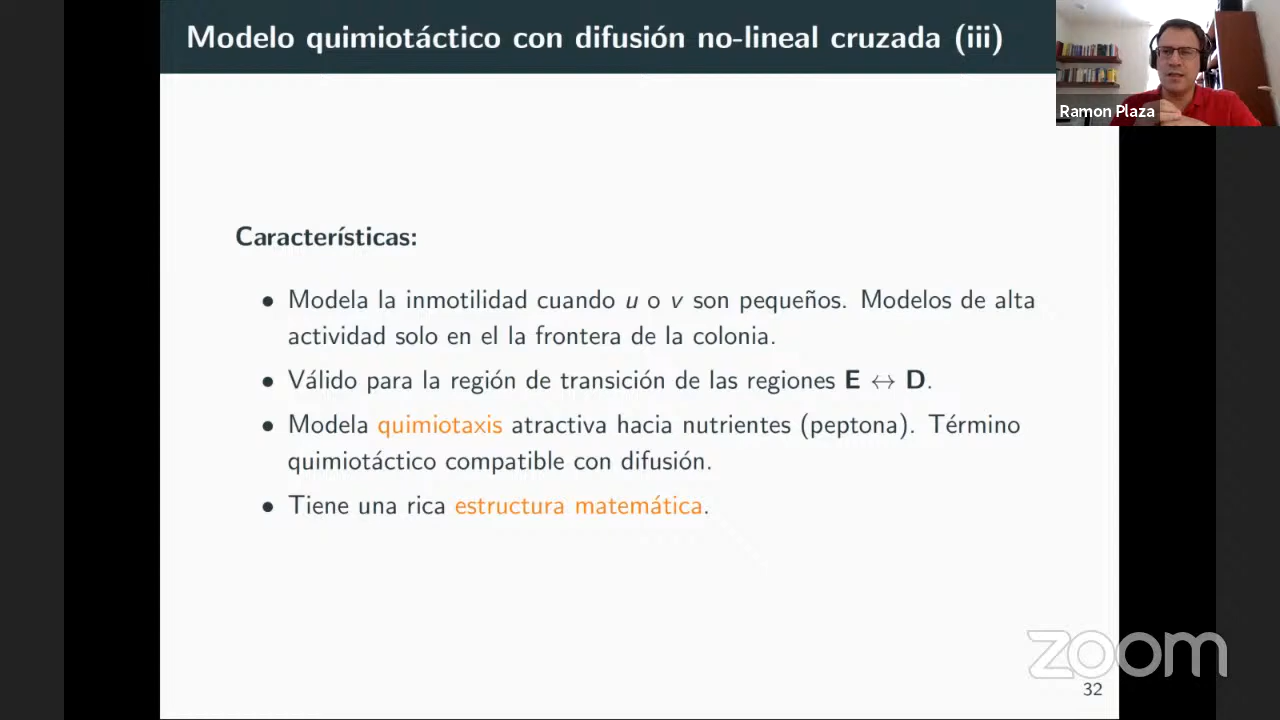 Modelo quimiotáctico con difusión no-lineal cruzada (iii)
Ramon Plaza
Características:
• Modela la inmotilidad cuando u o v son pequeños. Modelos de alta
actividad solo en el la frontera de la colonia.
• Válido para la región de transición de las regiones E ↔ D.
• Modela quimiotaxis atractiva hacia nutrientes (peptona). Término
quimiotáctico compatible con difusión.
• Tiene una rica estructura matemática.
zoom
32